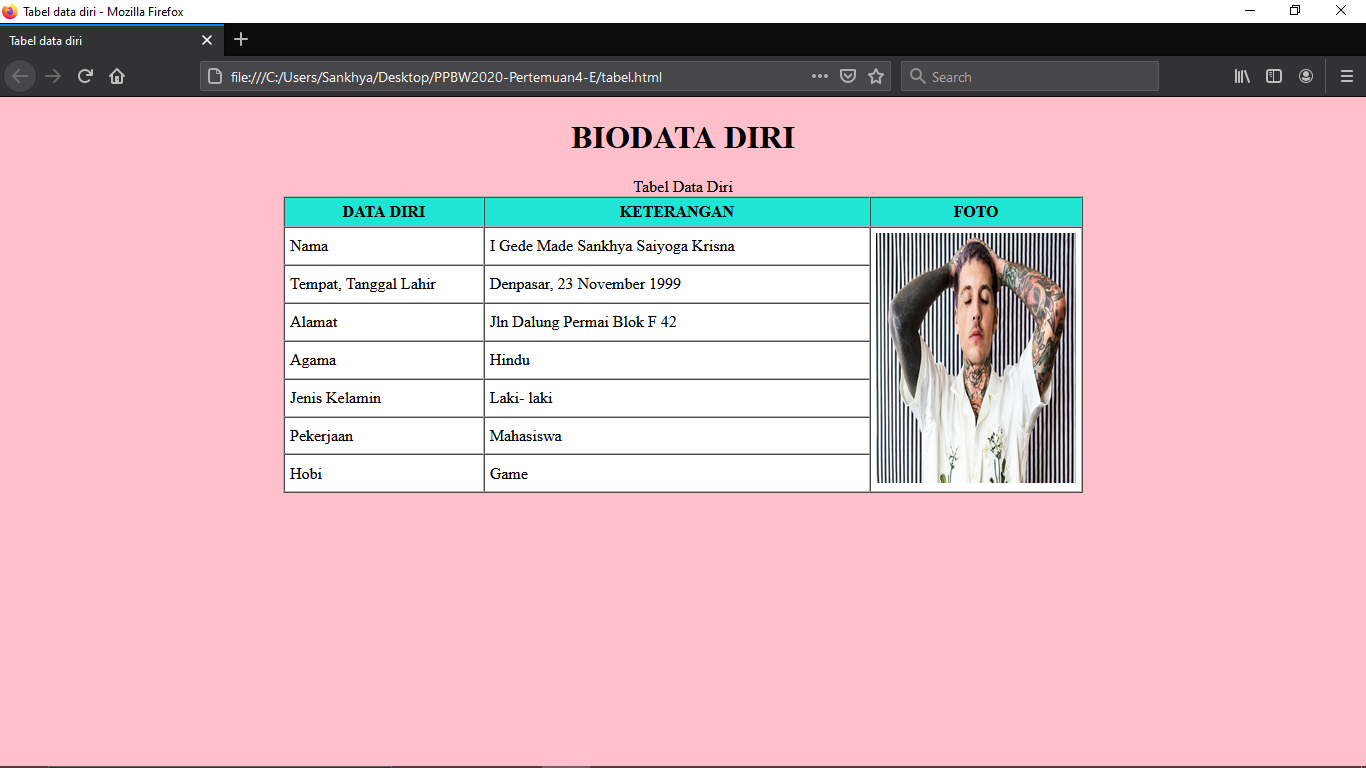 Tabel data diri - Mozilla Firefox
Tabel data diri
file:///C:/Users/Sankhya/Desktop/PPBW2020-Pertemuan4-E/tabel.html
Search
BIODATA DIRI
Tabel Data Diri
DATA DIRI KETERANGAN FOTO
Nama I Gede Made Sankhya Saiyoga Krisna
Tempat, Tanggal Lahir Denpasar, 23 November 1999
Alamat Jln Dalung Permai Blok F 42
Agama Hindu
Jenis Kelamin Laki- laki
Pekerjaan Mahasiswa
Hobi Game